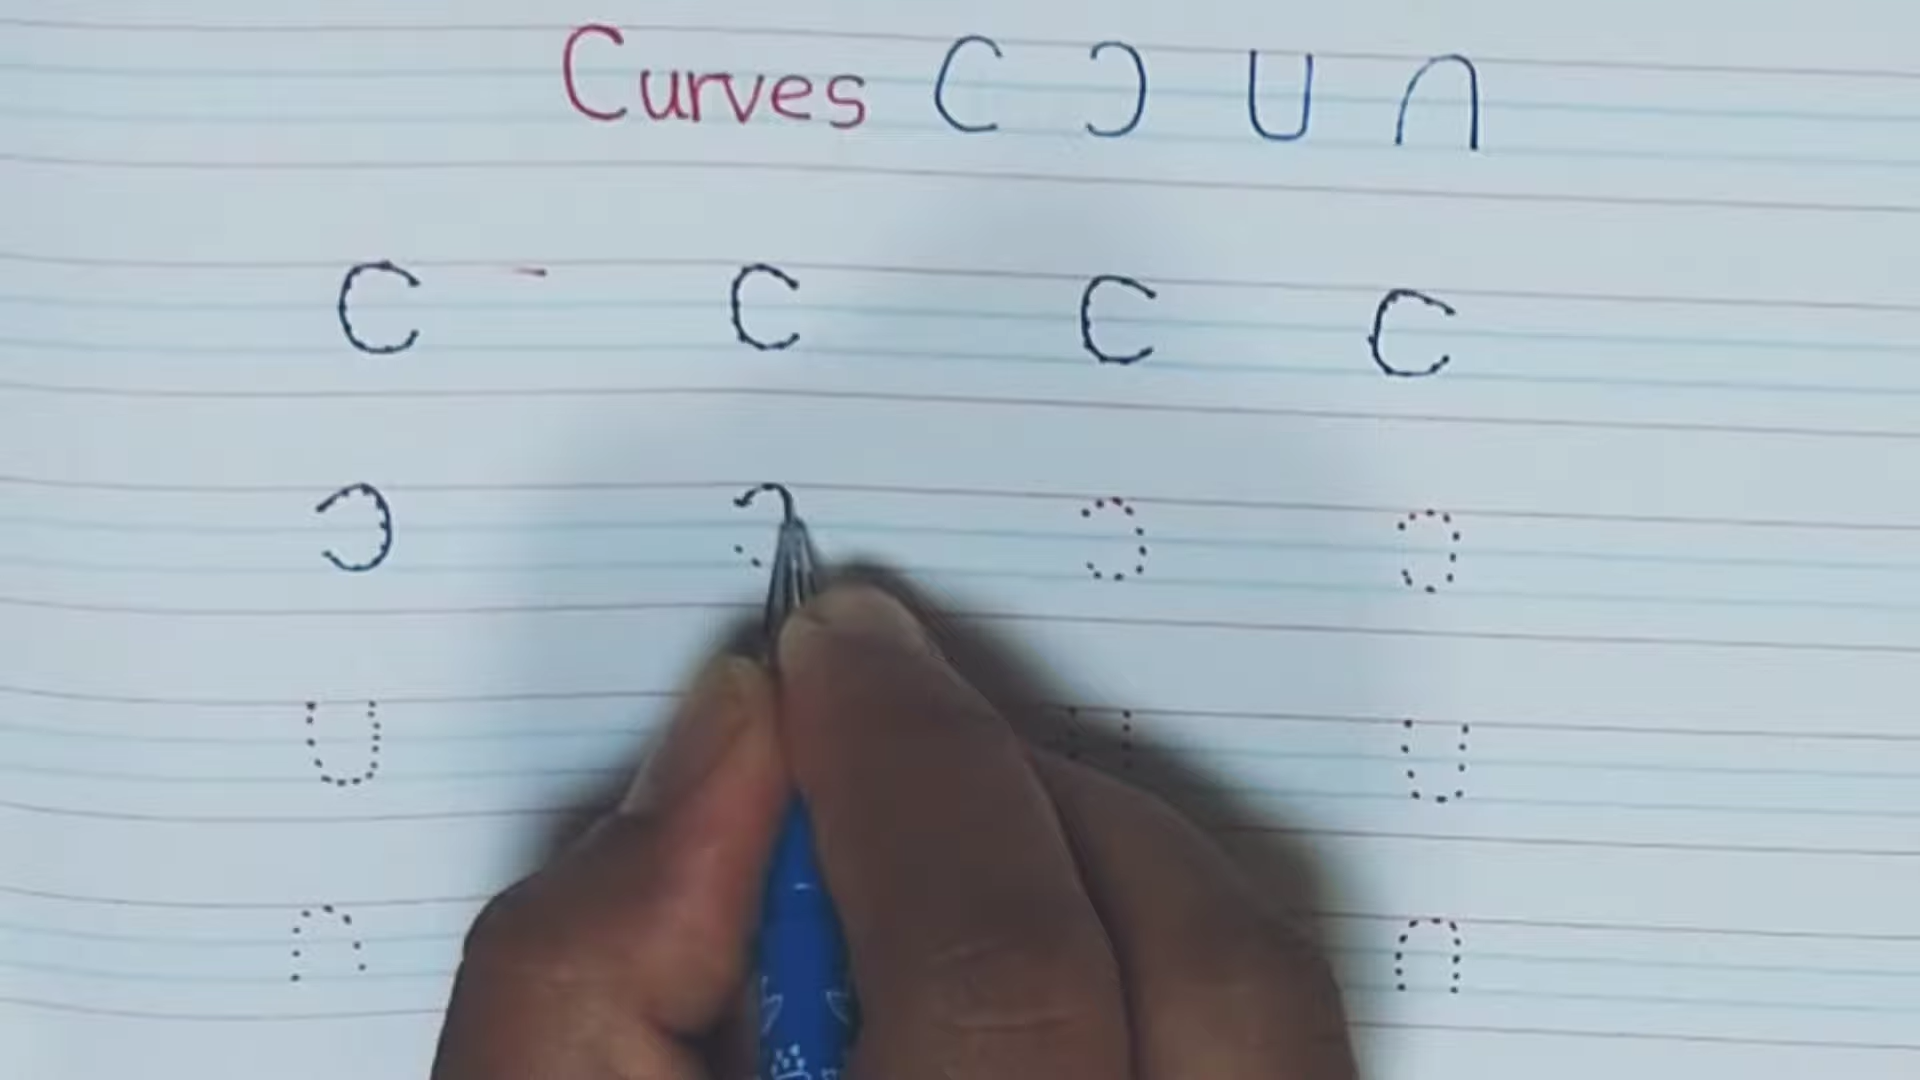 Curves C Ɔ U ∩
C C C C
Ɔ Ɔ Ɔ Ɔ
U U U
∩ ∩